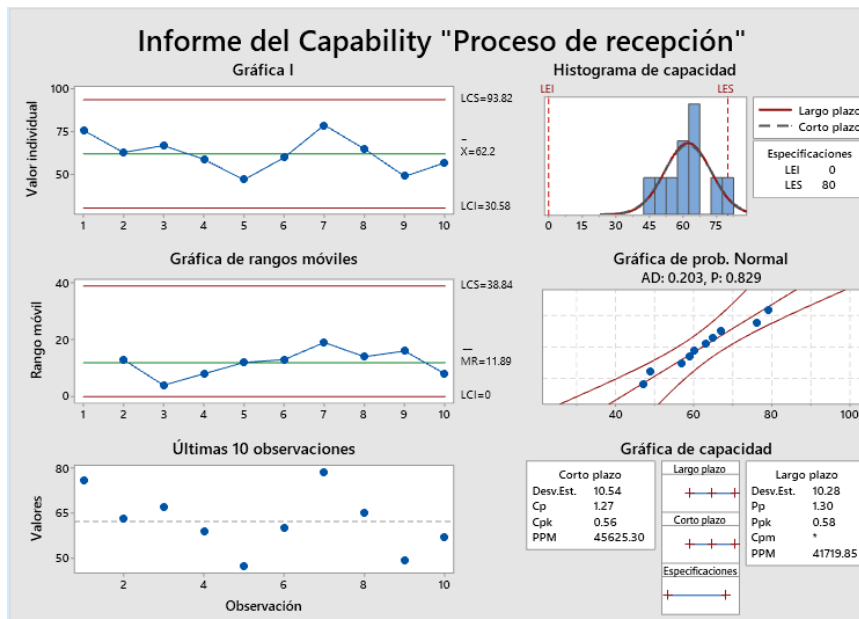 Informe del Capability "Proceso de recepción"
Gráfica I
Valor individual
100
75
50
LCS=93.82
_
X=62.2
LCI=30.58
1 2 3 4 5 6 7 8 9 10
Histograma de capacidad
LEI LES
0 15 30 45 60 75
Largo plazo
Corto plazo
Especificaciones
LEI 0
LES 80
Gráfica de rangos móviles
Rango móvil
40
20
0
LCS=38.84
__
MR=11.89
LCI=0
1 2 3 4 5 6 7 8 9 10
Gráfica de prob. Normal
AD: 0.203, P: 0.829
40 60 80 100
Últimas 10 observaciones
Valores
80
65
50
2 4 6 8 10
Observación
Gráfica de capacidad
Corto plazo
Desv.Est. 10.54
Cp 1.27
Cpk 0.56
PPM 45625.30
Largo plazo
Corto plazo
Especificaciones
Largo plazo
Desv.Est. 10.28
Pp 1.30
Ppk 0.58
Cpm *
PPM 41719.85